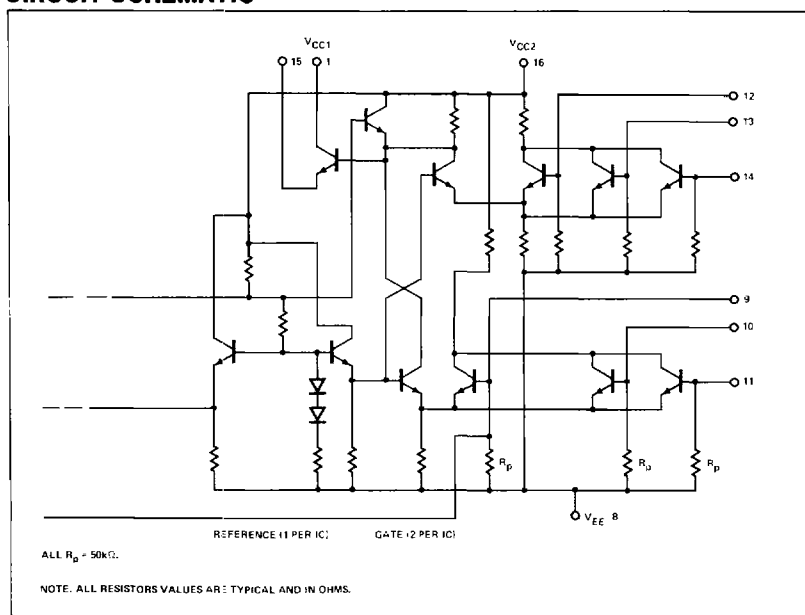 CIRCUIT SCHEMATIC
VCC1
VCC2
15
1
16
12
13
14
9
10
11
Rp
Rp
Rp
VEE 8
REFERENCE (1 PER IC)
GATE (2 PER IC)
ALL Rp = 50kΩ.
NOTE. ALL RESISTORS VALUES ARE TYPICAL AND IN OHMS.